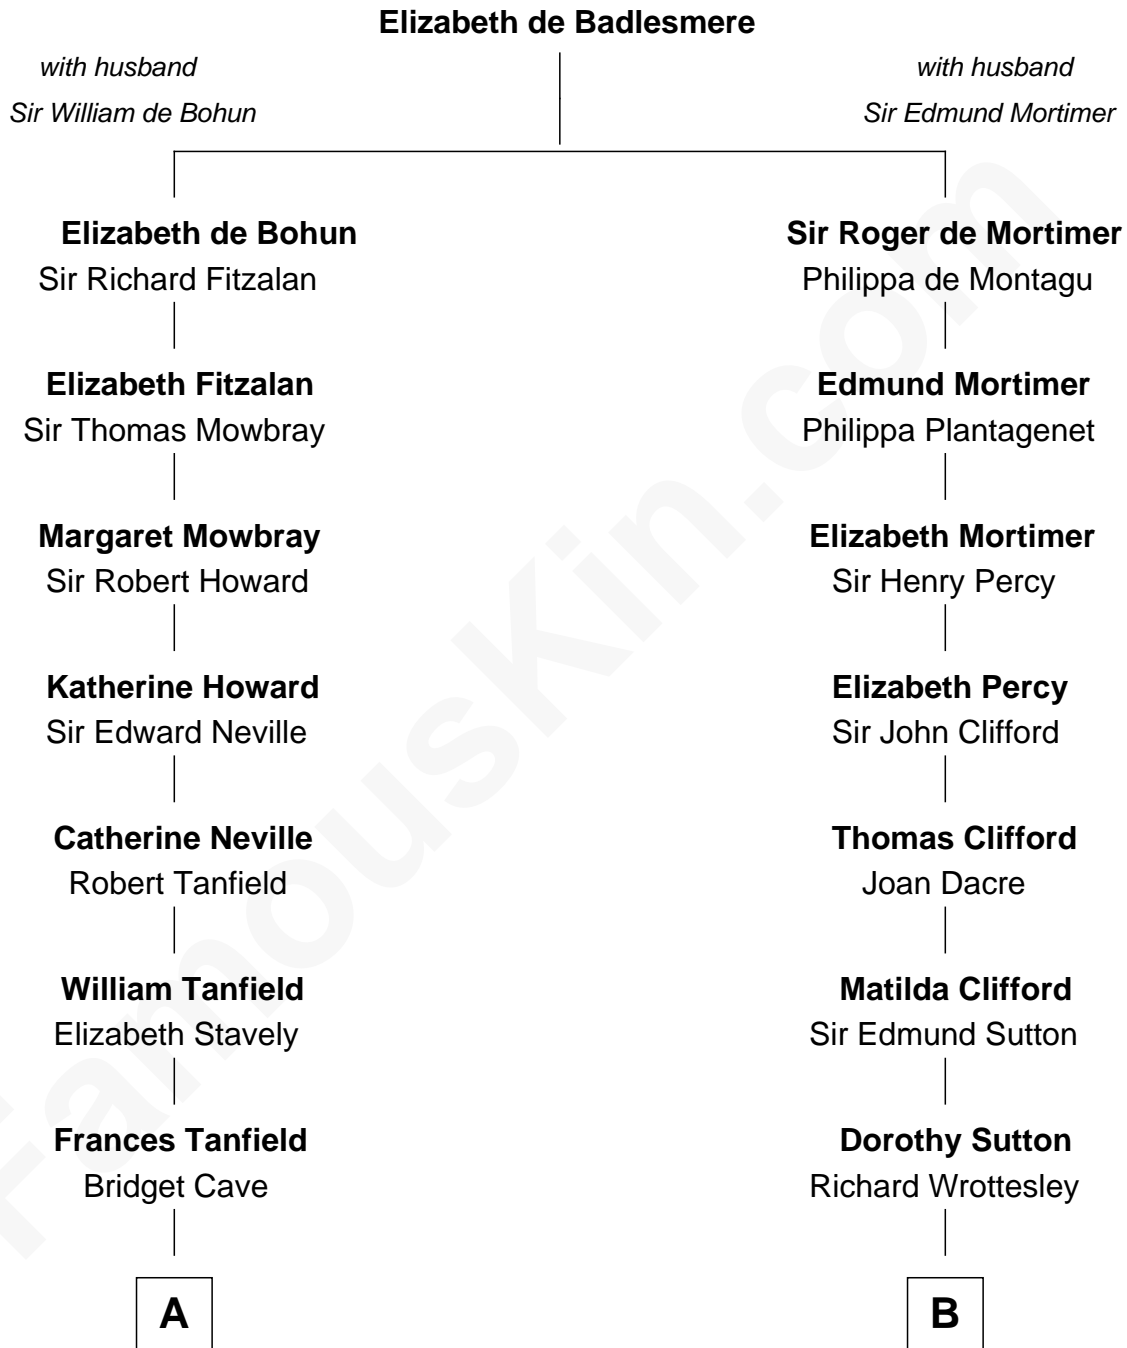 Elizabeth de Badlesmere
with husband
Sir William de Bohun
with husband
Sir Edmund Mortimer
Elizabeth de Bohun
Sir Richard Fitzalan
Sir Roger de Mortimer
Philippa de Montagu
Elizabeth Fitzalan
Sir Thomas Mowbray
Edmund Mortimer
Philippa Plantagenet
Margaret Mowbray
Sir Robert Howard
Elizabeth Mortimer
Sir Henry Percy
Katherine Howard
Sir Edward Neville
Elizabeth Percy
Sir John Clifford
Catherine Neville
Robert Tanfield
Thomas Clifford
Joan Dacre
William Tanfield
Elizabeth Stavely
Matilda Clifford
Sir Edmund Sutton
Frances Tanfield
Bridget Cave
Dorothy Sutton
Richard Wrottesley
A
B
FamousKin.com